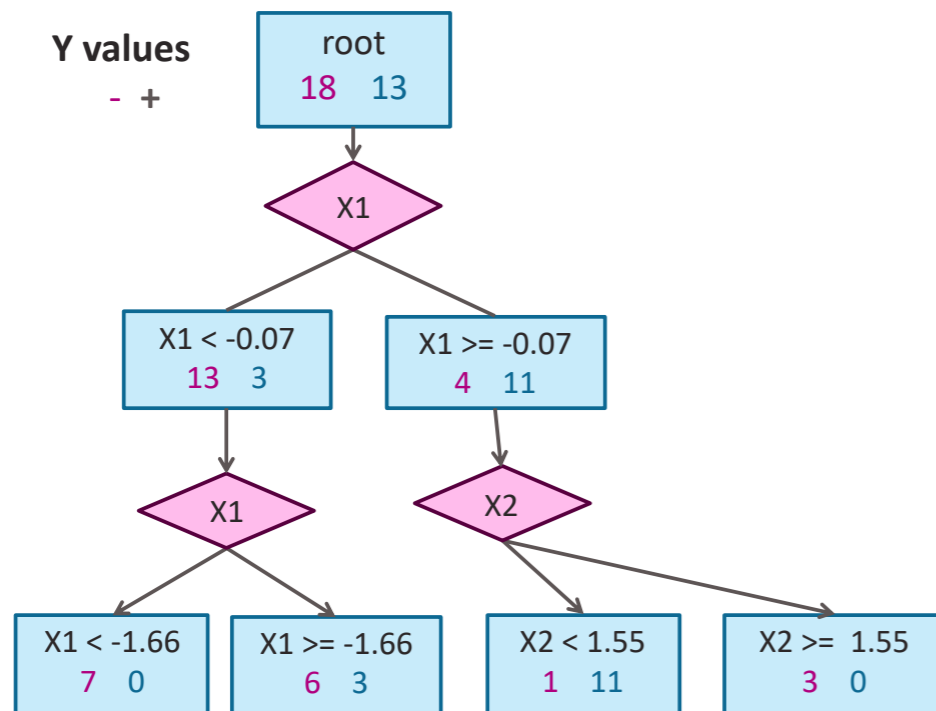 Y values
- +
root
18 13
X1
X1 < -0.07
13 3
X1 >= -0.07
4 11
X1
X2
X1 < -1.66
7 0
X1 >= -1.66
6 3
X2 < 1.55
1 11
X2 >= 1.55
3 0